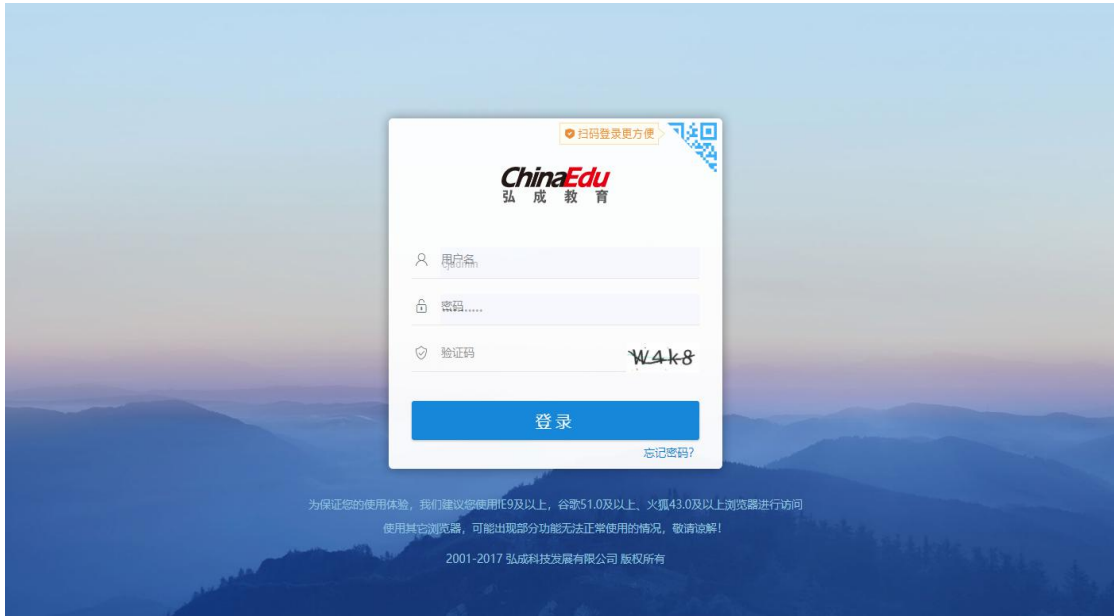 扫码登录更方便
ChinaEdu
弘成教育
用户名
cjadmin
密码.....
验证码
W4k8
登录
忘记密码?
为保证您的使用体验，我们建议您使用IE9及以上，谷歌51.0及以上、火狐43.0及以上浏览器进行访问
使用其它浏览器，可能出现部分功能无法正常使用的情况，敬请谅解！
2001-2017 弘成科技发展有限公司 版权所有